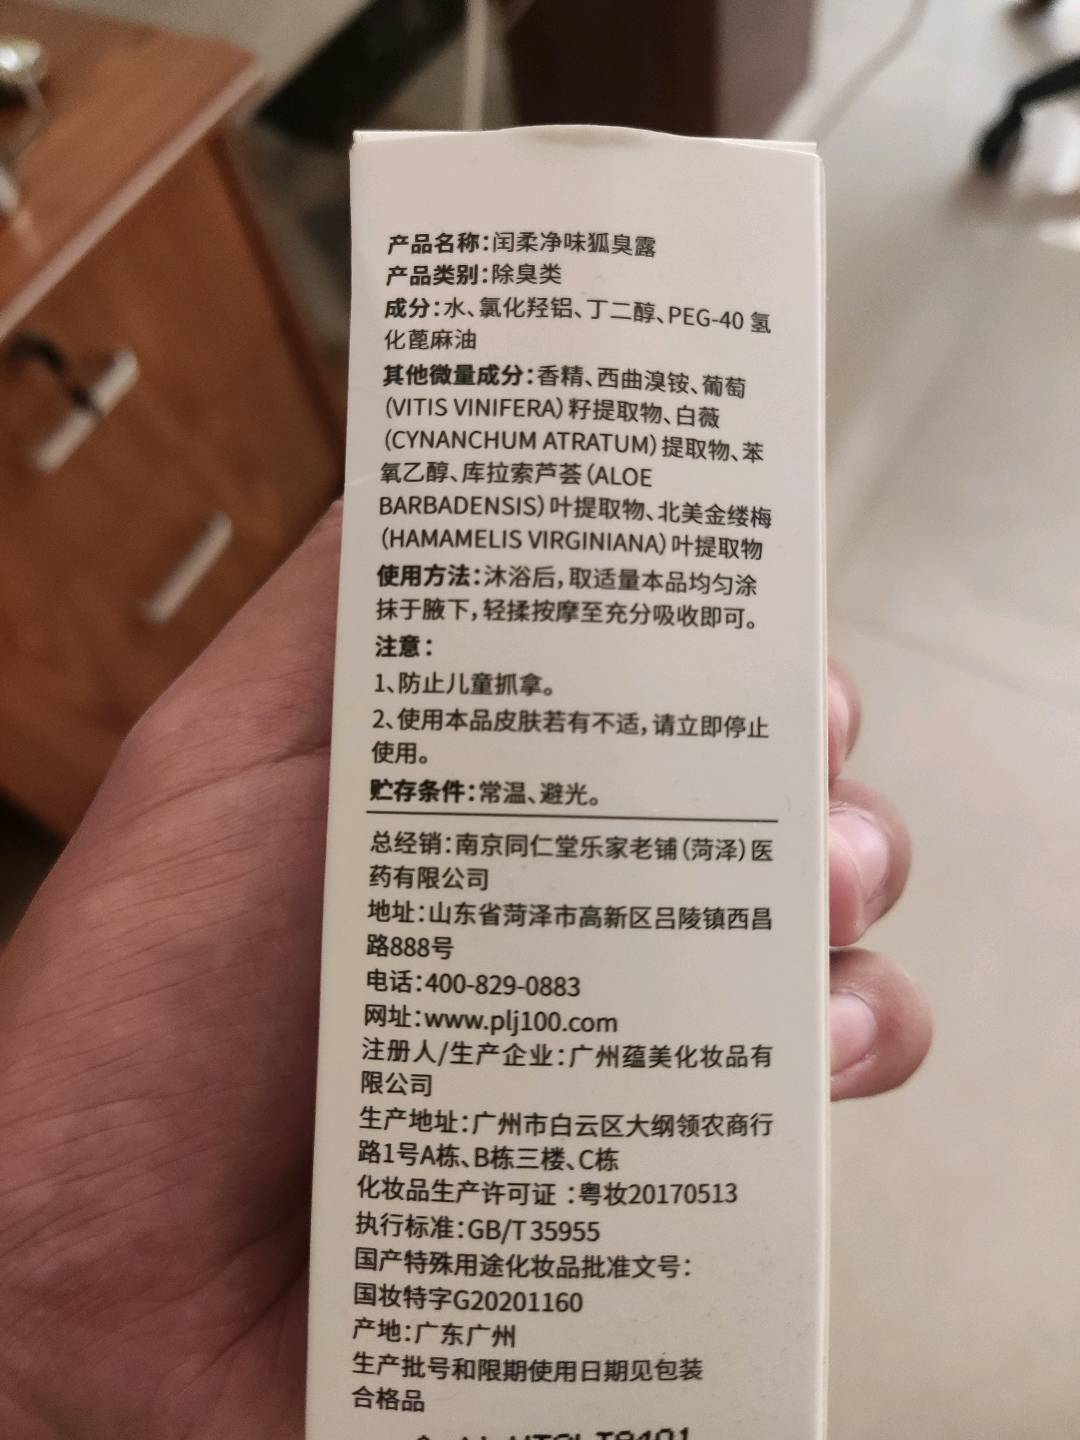 产品名称：闰柔净味狐臭露
产品类别：除臭类
成分：水、氯化羟铝、丁二醇、PEG-40 氢
化蓖麻油
其他微量成分：香精、西曲溴铵、葡萄
（VITIS VINIFERA）籽提取物、白薇
（CYNANCHUM ATRATUM）提取物、苯
氧乙醇、库拉索芦荟（ALOE
BARBADENSIS）叶提取物、北美金缕梅
（HAMAMELIS VIRGINIANA）叶提取物
使用方法：沐浴后，取适量本品均匀涂
抹于腋下，轻揉按摩至充分吸收即可。
注意：
1、防止儿童抓拿。
2、使用本品皮肤若有不适，请立即停止
使用。
贮存条件：常温、避光。
总经销：南京同仁堂乐家老铺（菏泽）医
药有限公司
地址：山东省菏泽市高新区吕陵镇西昌
路888号
电话：400-829-0883
网址：www.plj100.com
注册人/生产企业：广州蕴美化妆品有
限公司
生产地址：广州市白云区大纲领农商行
路1号A栋、B栋三楼、C栋
化妆品生产许可证：粤妆20170513
执行标准：GB/T 35955
国产特殊用途化妆品批准文号：
国妆特字G20201160
产地：广东广州
生产批号和限期使用日期见包装
合格品